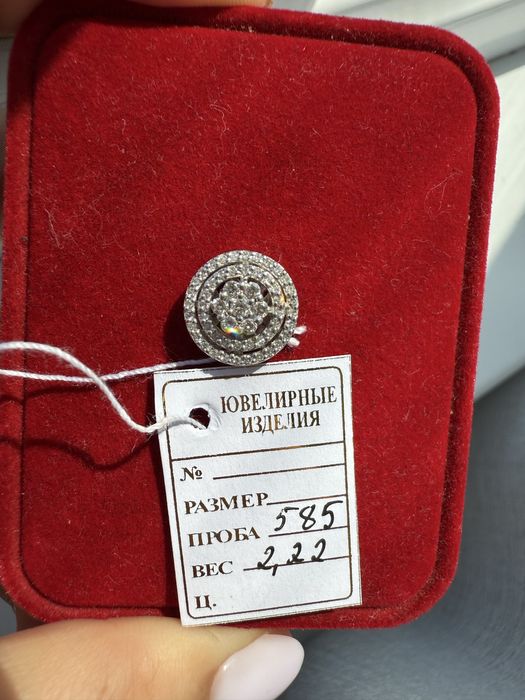 ЮВЕЛИРНЫЕ
ИЗДЕЛИЯ
№
РАЗМЕР
ПРОБА 585
ВЕС 2,22
Ц.